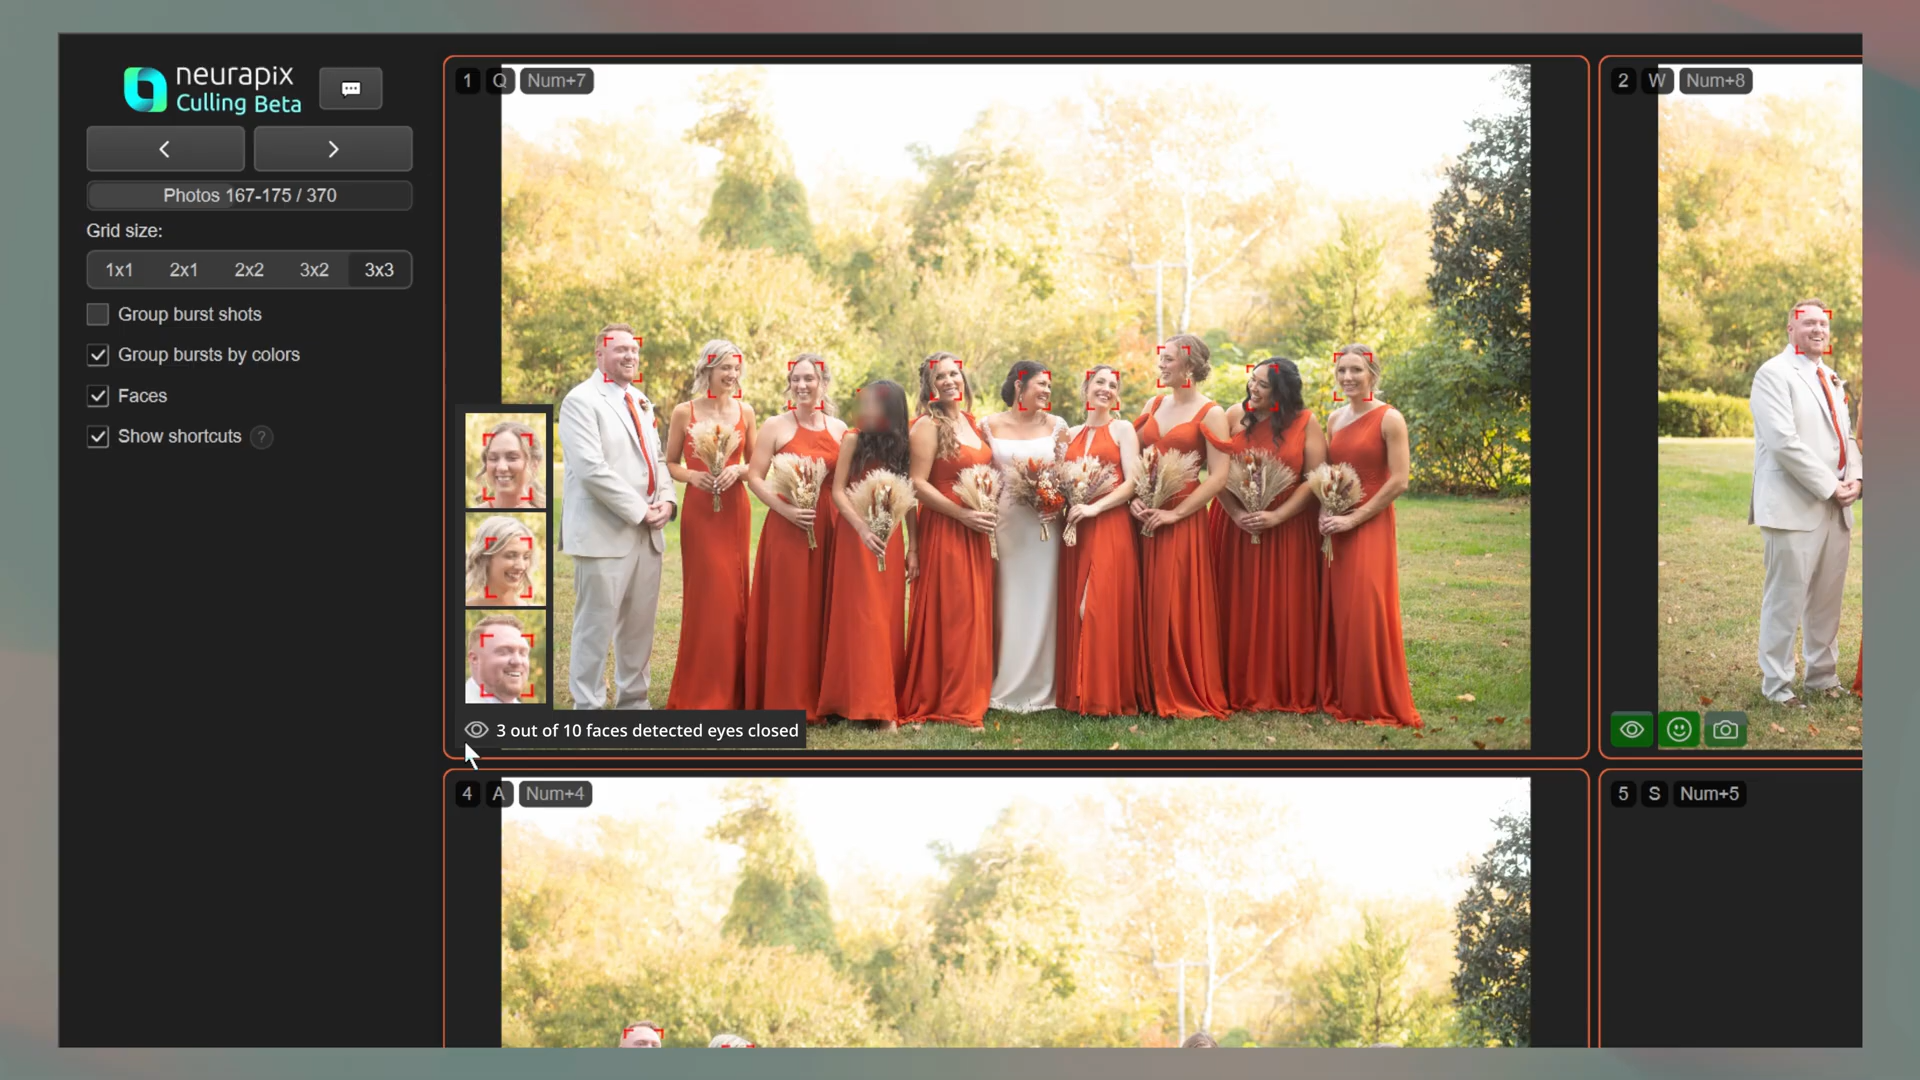 neurapix
Culling Beta
Photos 167-175 / 370
Grid size:
1x1 2x1 2x2 3x2 3x3
Group burst shots
Group bursts by colors
Faces
Show shortcuts ?
1 Q Num+7
2 W Num+8
3 out of 10 faces detected eyes closed
4 A Num+4
5 S Num+5